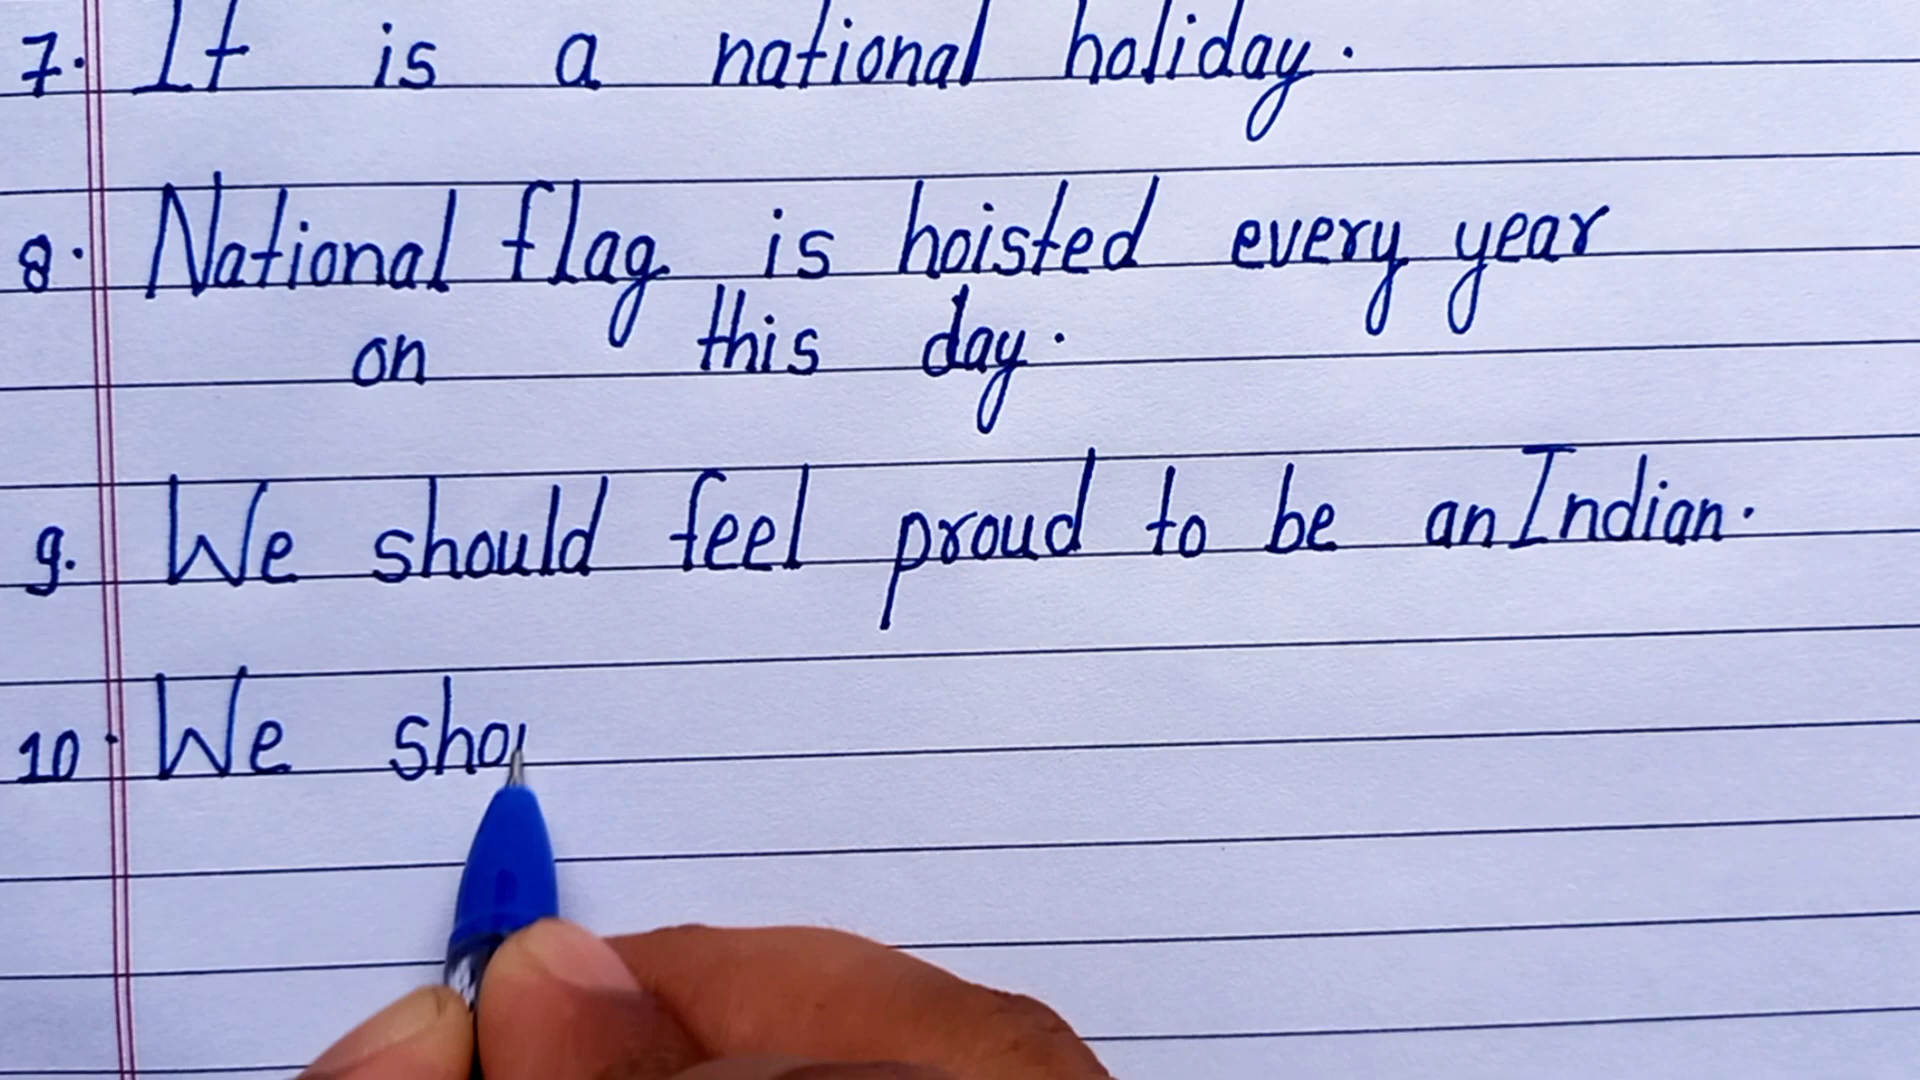 7. It is a national holiday.
8. National flag is hoisted every year
on this day.
9. We should feel proud to be an Indian.
10. We